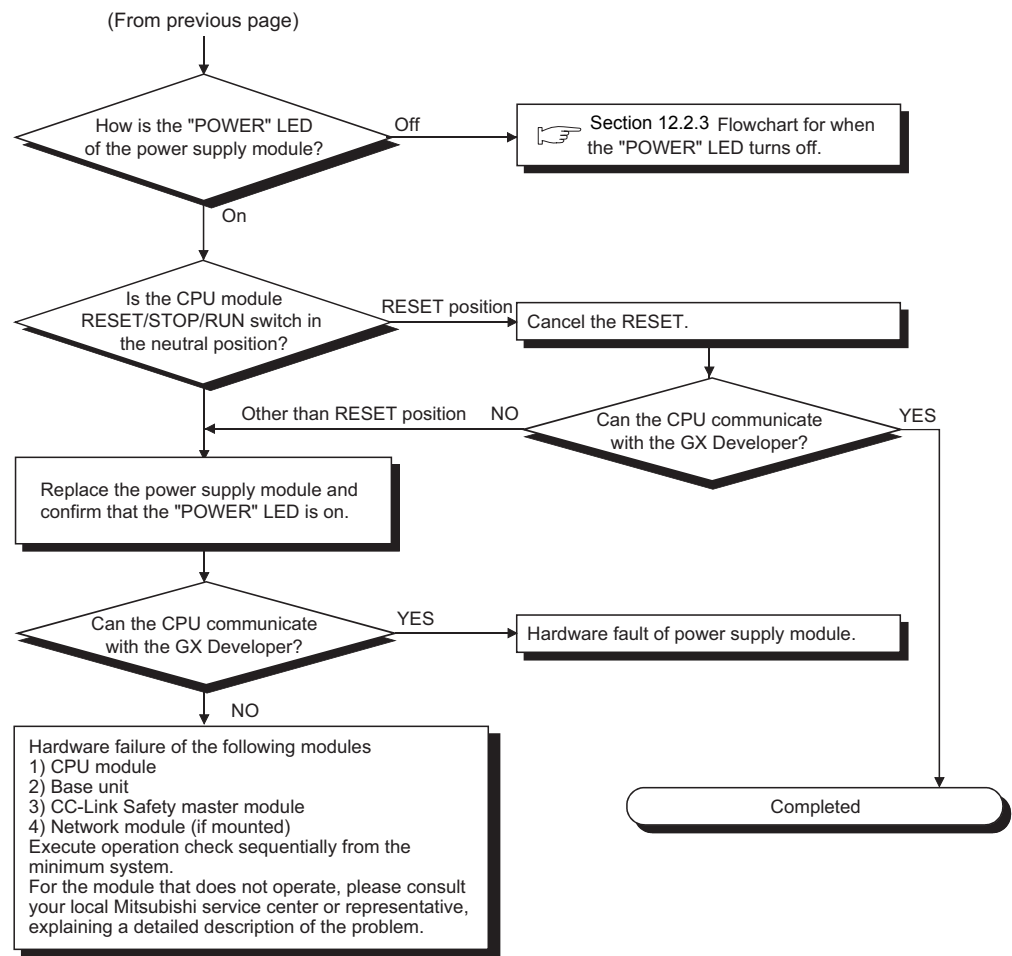 (From previous page)
How is the "POWER" LED
of the power supply module?
Off
Section 12.2.3 Flowchart for when
the "POWER" LED turns off.
On
Is the CPU module
RESET/STOP/RUN switch in
the neutral position?
RESET position
Cancel the RESET.
Other than RESET position
NO
Can the CPU communicate
with the GX Developer?
YES
Replace the power supply module and
confirm that the "POWER" LED is on.
Can the CPU communicate
with the GX Developer?
YES
Hardware fault of power supply module.
NO
Hardware failure of the following modules
1) CPU module
2) Base unit
3) CC-Link Safety master module
4) Network module (if mounted)
Execute operation check sequentially from the
minimum system.
For the module that does not operate, please consult
your local Mitsubishi service center or representative,
explaining a detailed description of the problem.
Completed